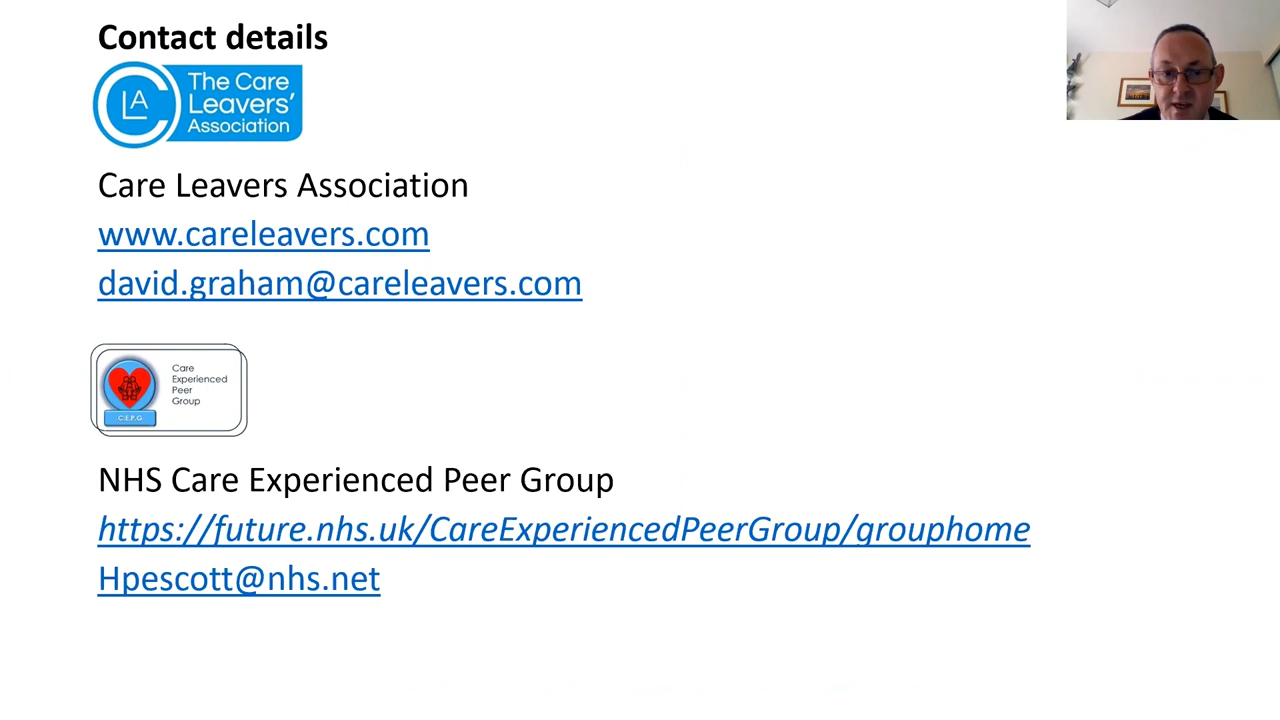 Contact details
CLA
The Care
Leavers'
Association
Care Leavers Association
www.careleavers.com
david.graham@careleavers.com
Care
Experienced
Peer
Group
C.E.P.G
NHS Care Experienced Peer Group
https://future.nhs.uk/CareExperiencedPeerGroup/grouphome
Hpescott@nhs.net